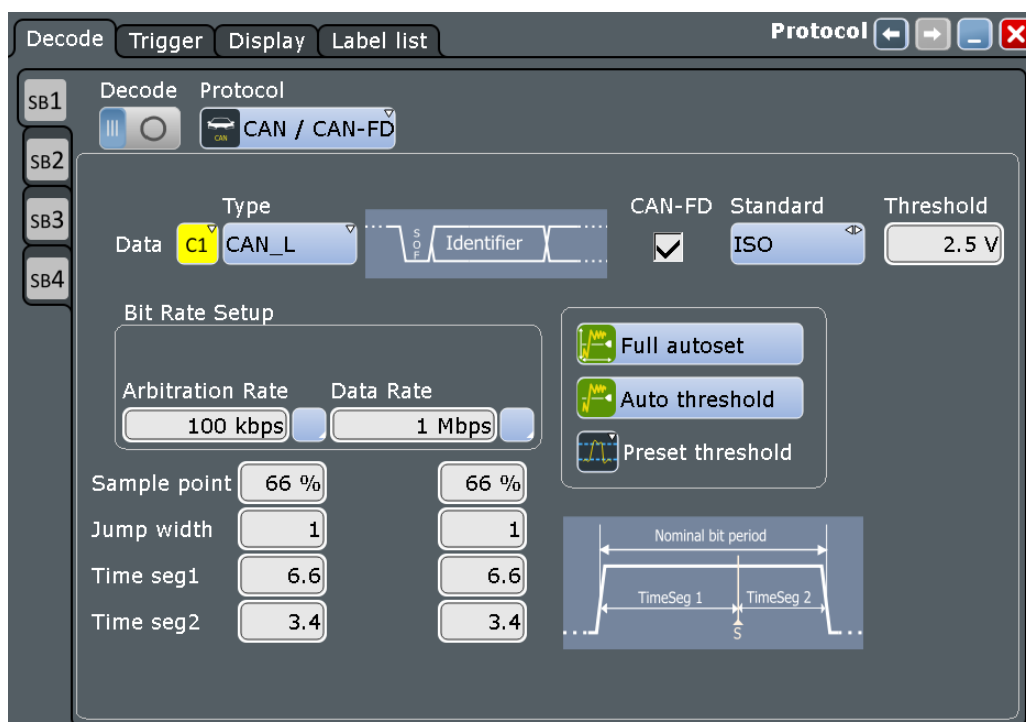 Decode Trigger Display Label list Protocol
SB1 Decode Protocol
CAN CAN / CAN-FD
SB2
SB3 Type CAN-FD Standard Threshold
Data C1 CAN_L SOF Identifier ISO 2.5 V
SB4
Bit Rate Setup
Full autoset
Arbitration Rate Data Rate Auto threshold
100 kbps 1 Mbps
Preset threshold
Sample point 66 % 66 %
Jump width 1 1 Nominal bit period
Time seg1 6.6 6.6
TimeSeg 1 TimeSeg 2
Time seg2 3.4 3.4
S